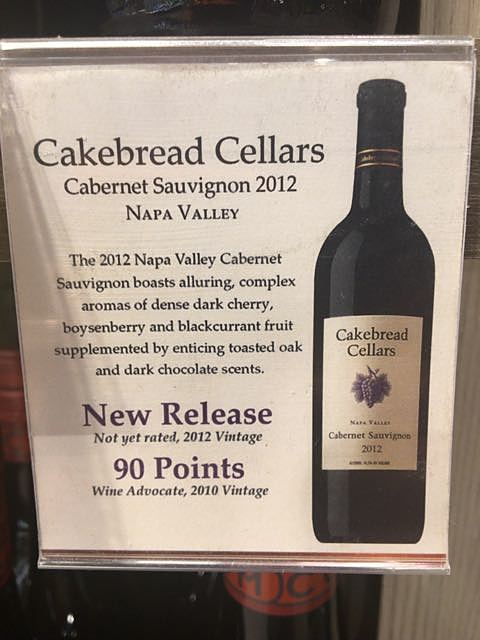 Cakebread Cellars
Cabernet Sauvignon 2012
NAPA VALLEY
The 2012 Napa Valley Cabernet
Sauvignon boasts alluring, complex
aromas of dense dark cherry,
boysenberry and blackcurrant fruit
supplemented by enticing toasted oak
and dark chocolate scents.
New Release
Not yet rated, 2012 Vintage
90 Points
Wine Advocate, 2010 Vintage
Cakebread
Cellars
NAPA VALLEY
Cabernet Sauvignon
2012